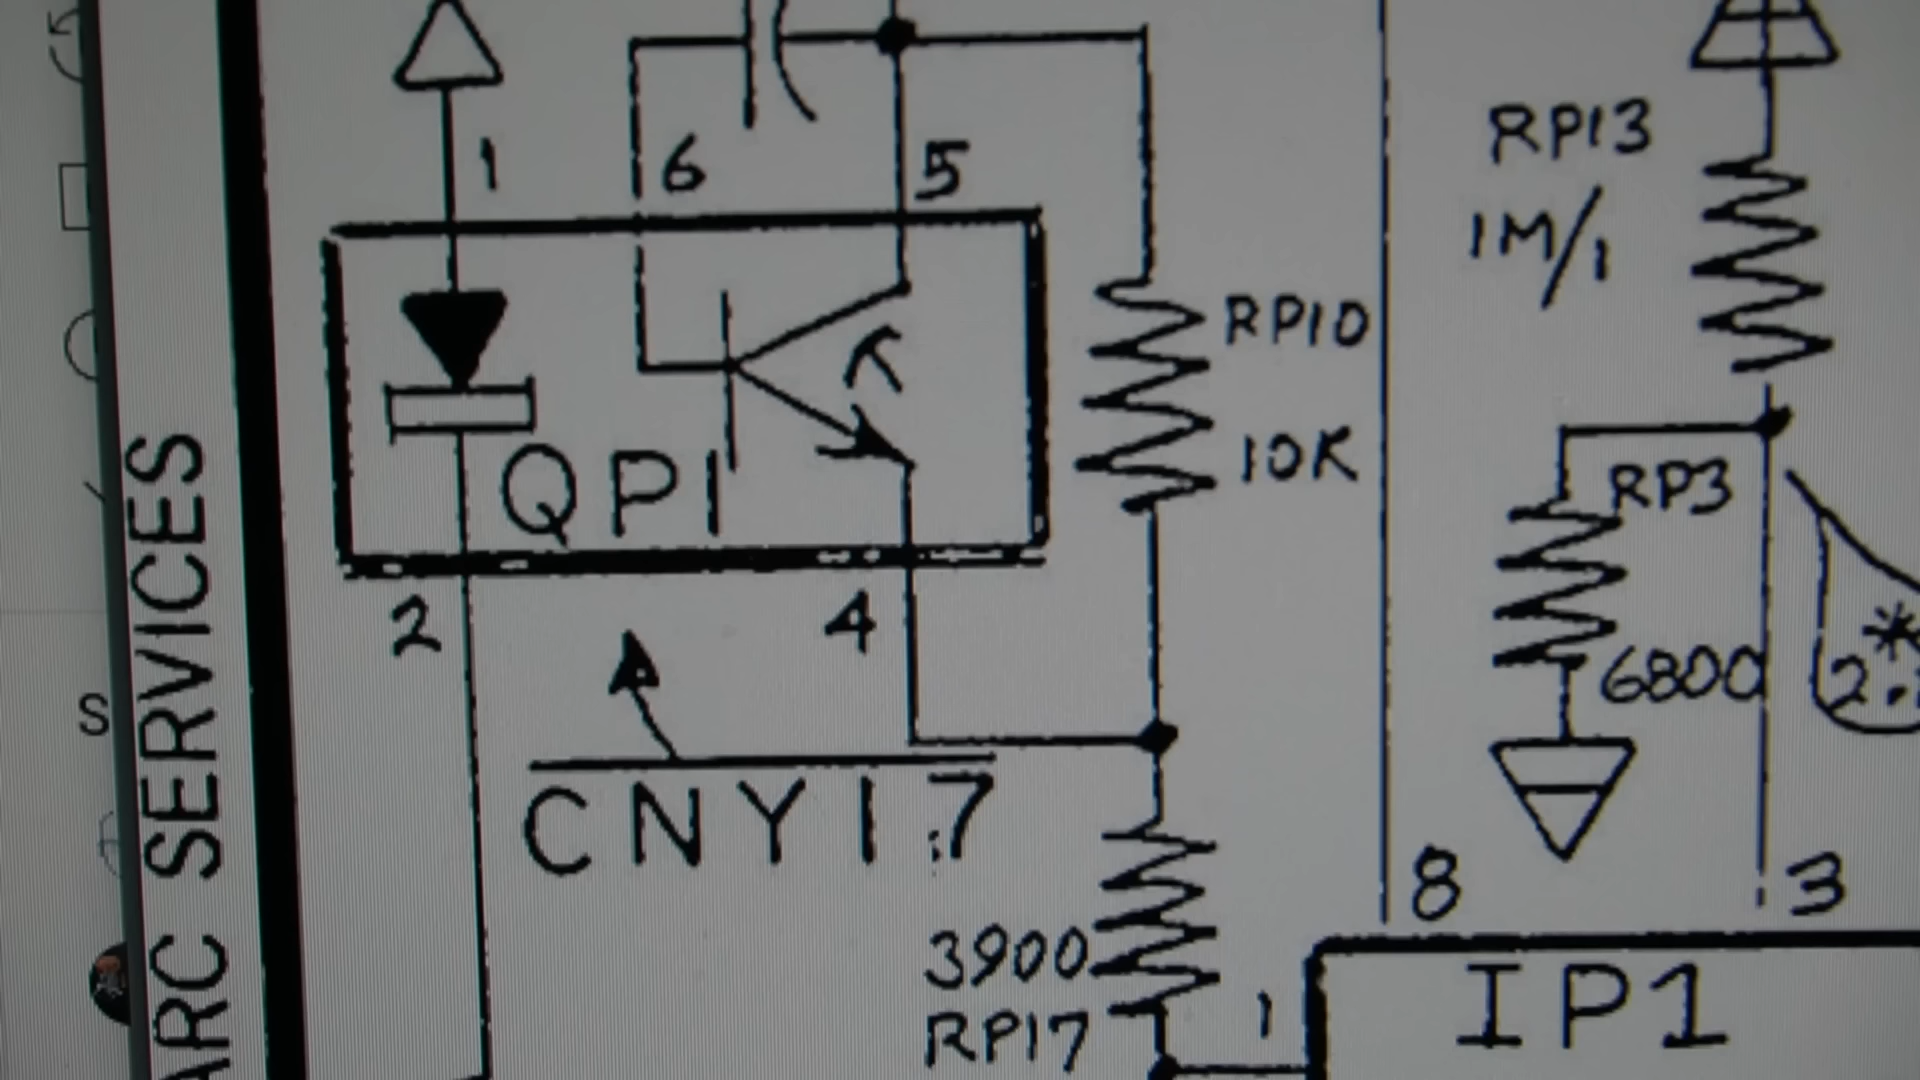 1
6
5
RP13
1M/1
RP10
10K
QP1
RP3
6800
2
4
CNY17
2.
*
8
3
3900
RP17
1
IP1
ARC SERVICES
S